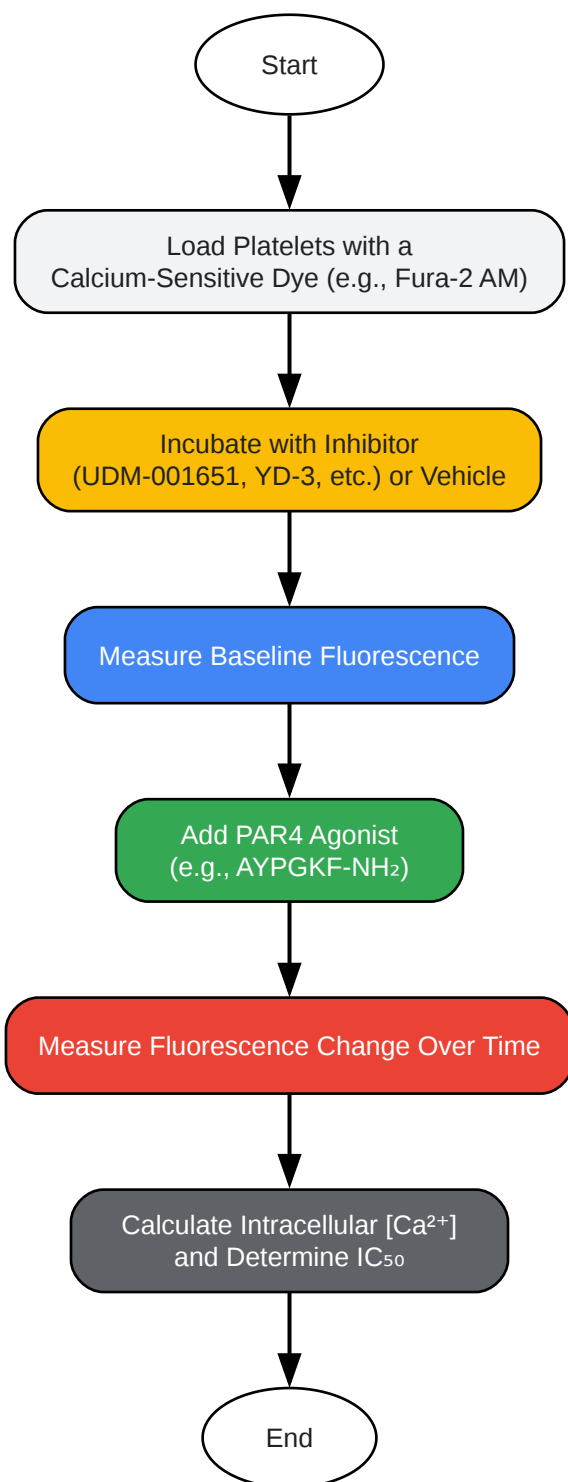 Start
Load Platelets with a
Calcium-Sensitive Dye (e.g., Fura-2 AM)
Incubate with Inhibitor
(UDM-001651, YD-3, etc.) or Vehicle
Measure Baseline Fluorescence
Add PAR4 Agonist
(e.g., AYPGKF-NH₂)
Measure Fluorescence Change Over Time
Calculate Intracellular [Ca²⁺]
and Determine IC₅₀
End